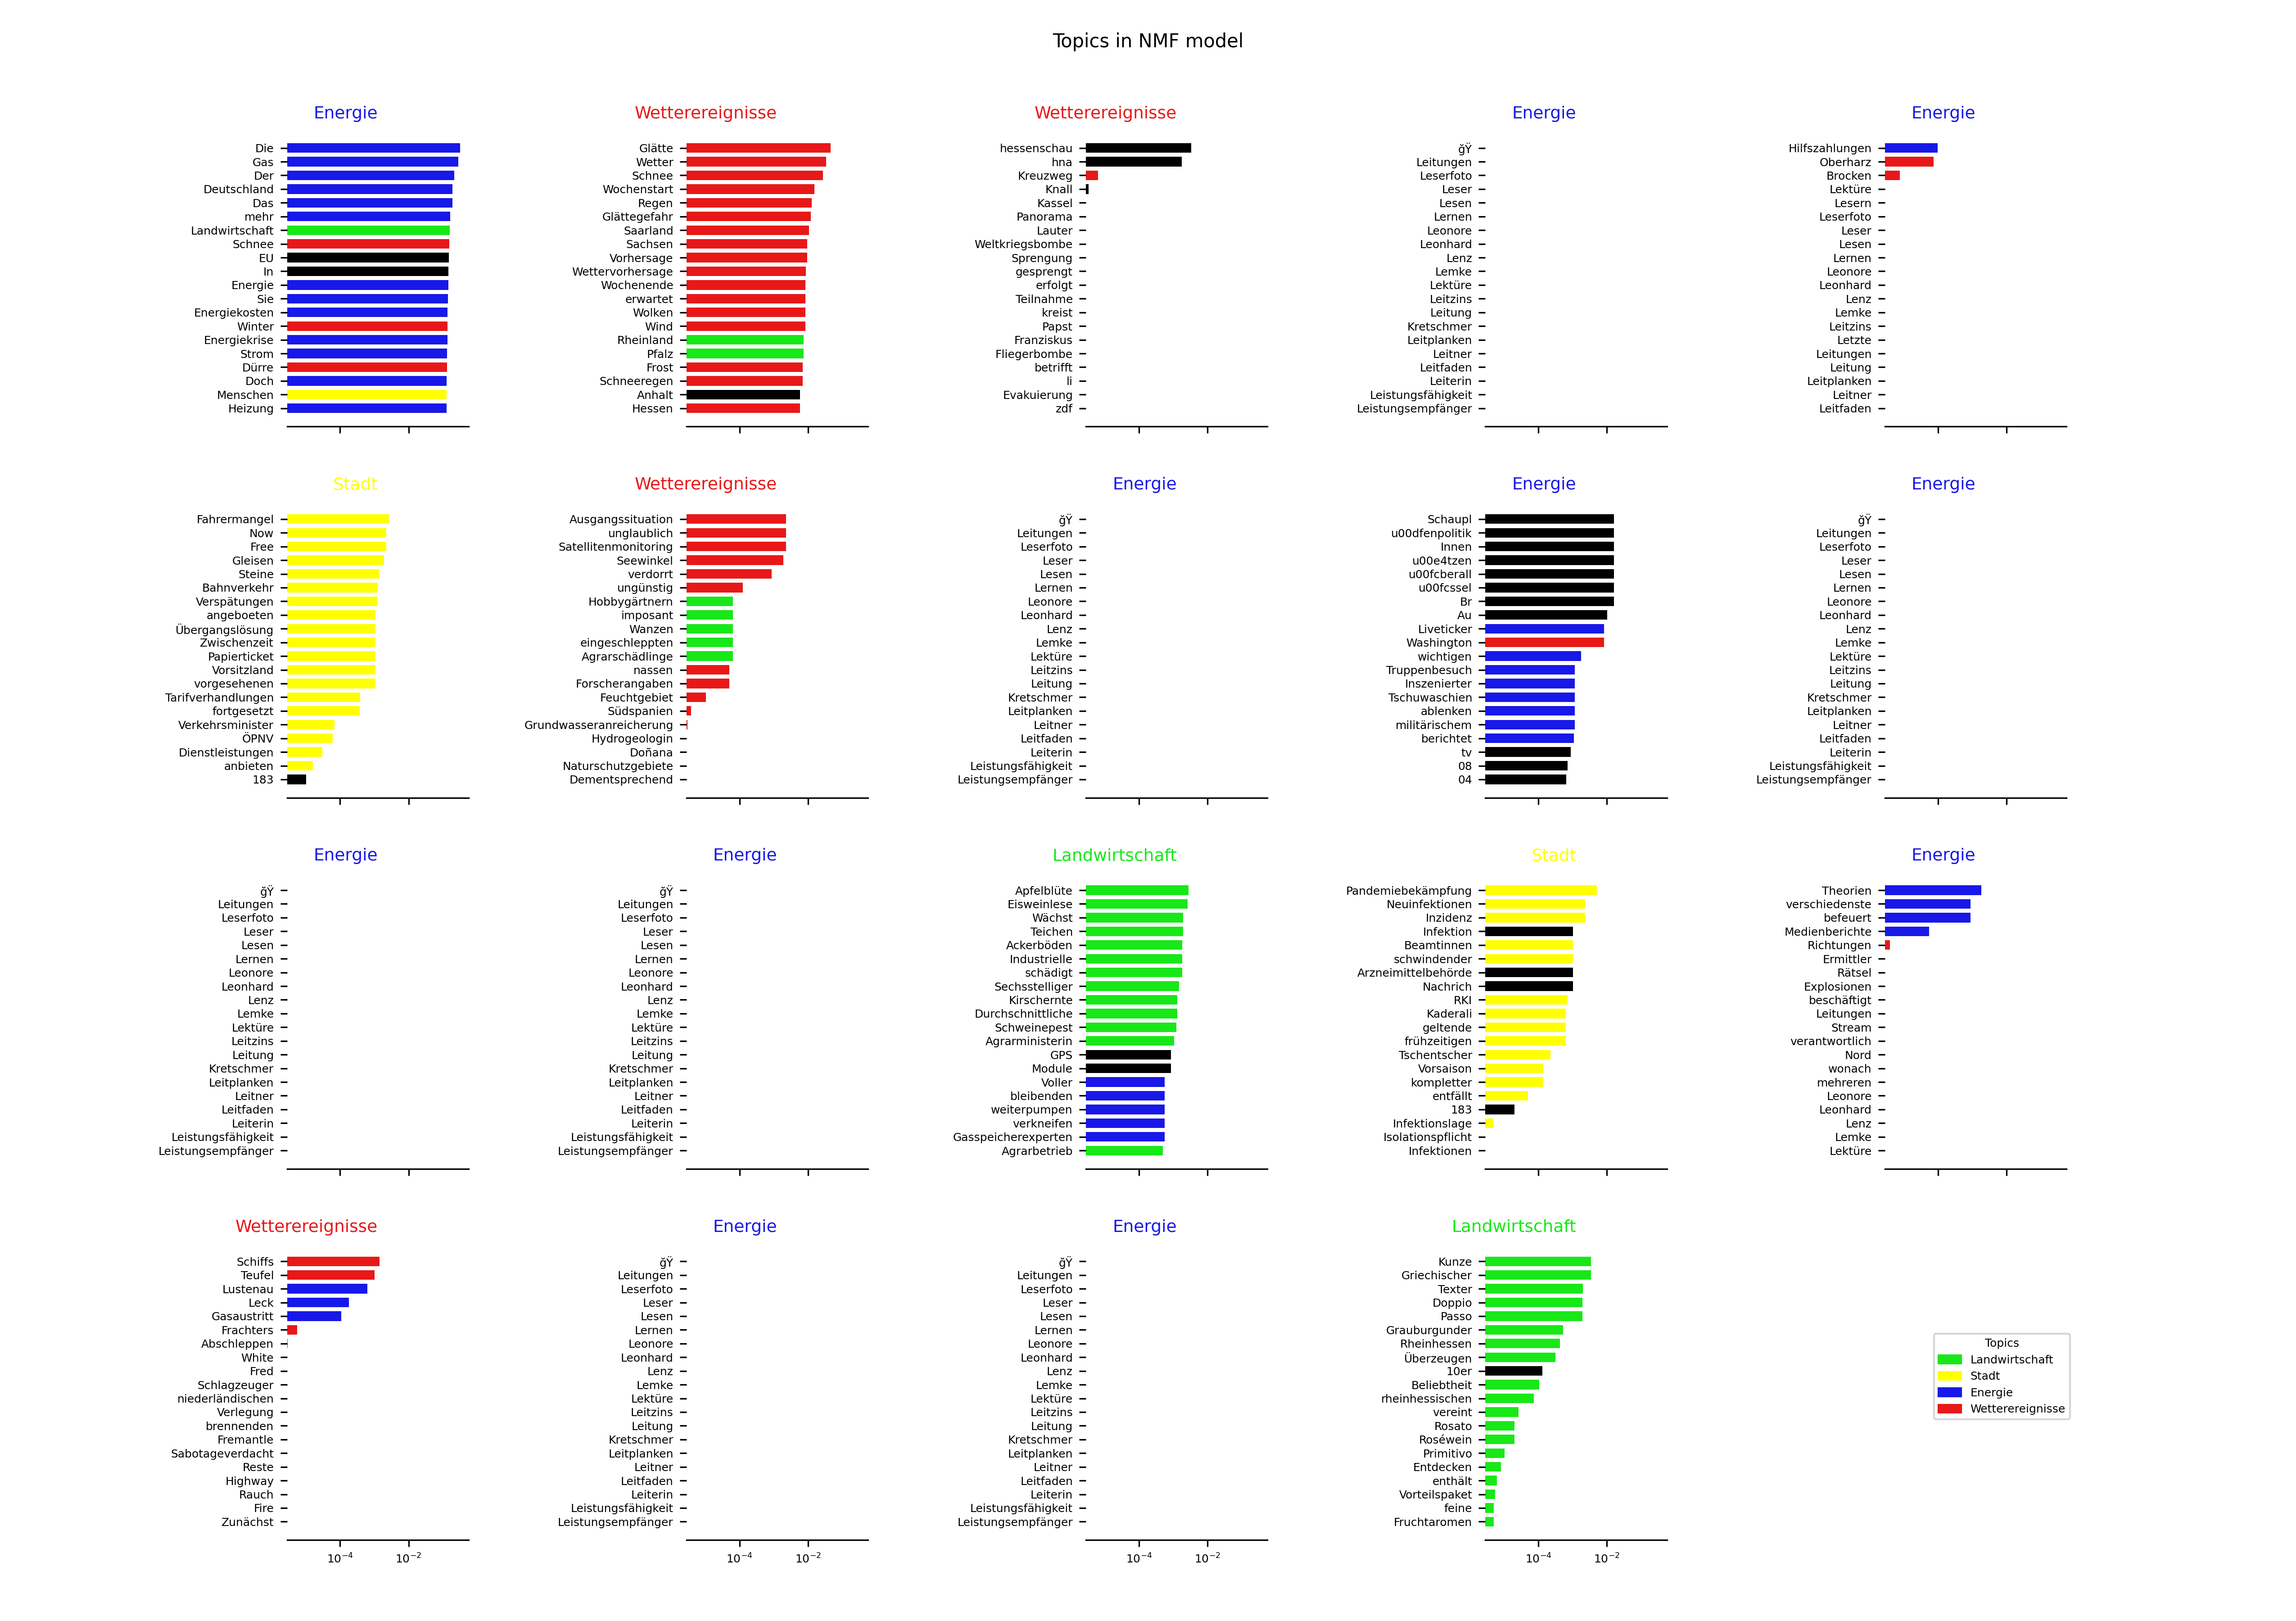 Topics in NMF model
Energie
Die
Gas
Der
Deutschland
Das
mehr
Landwirtschaft
Schnee
EU
In
Energie
Sie
Energiekosten
Winter
Energiekrise
Strom
Dürre
Doch
Menschen
Heizung
Wetterereignisse
Glätte
Wetter
Schnee
Wochenstart
Regen
Glättegefahr
Saarland
Sachsen
Vorhersage
Wettervorhersage
Wochenende
erwartet
Wolken
Wind
Rheinland
Pfalz
Frost
Schneeregen
Anhalt
Hessen
Wetterereignisse
hessenschau
hna
Kreuzweg
Knall
Kassel
Panorama
Lauter
Weltkriegsbombe
Sprengung
gesprengt
erfolgt
Teilnahme
kreist
Papst
Franziskus
Fliegerbombe
betrifft
li
Evakuierung
zdf
Energie
ğŸ
Leitungen
Leserfoto
Leser
Lesen
Lernen
Leonore
Leonhard
Lenz
Lemke
Lektüre
Leitzins
Leitung
Kretschmer
Leitplanken
Leitner
Leitfaden
Leiterin
Leistungsfähigkeit
Leistungsempfänger
Energie
Hilfszahlungen
Oberharz
Brocken
Lektüre
Lesern
Leserfoto
Leser
Lesen
Lernen
Leonore
Leonhard
Lenz
Lemke
Leitzins
Letzte
Leitungen
Leitung
Leitplanken
Leitner
Leitfaden
Stadt
Fahrermangel
Now
Free
Gleisen
Steine
Bahnverkehr
Verspätungen
angeboten
Übergangslösung
Zwischenzeit
Papierticket
Vorsitzland
vorgesehenen
Tarifverhandlungen
fortgesetzt
Verkehrsminister
ÖPNV
Dienstleistungen
anbieten
183
Wetterereignisse
Ausgangssituation
unglaublich
Satellitenmonitoring
Seewinkel
verdorrt
ungünstig
Hobbygärtnern
imposant
Wanzen
eingeschleppten
Agrarschädlinge
nassen
Forscherangaben
Feuchtgebiet
Südspanien
Grundwasseranreicherung
Hydrogeologin
Doñana
Naturschutzgebiete
Dementsprechend
Energie
ğŸ
Leitungen
Leserfoto
Leser
Lesen
Lernen
Leonore
Leonhard
Lenz
Lemke
Lektüre
Leitzins
Leitung
Kretschmer
Leitplanken
Leitner
Leitfaden
Leiterin
Leistungsfähigkeit
Leistungsempfänger
Energie
Schaupl
u00dfenpolitik
Innen
u00e4tzen
u00fcberall
u00fcssel
Br
Au
Liveticker
Washington
wichtigen
Truppenbesuch
Inszenierter
Tschuwaschien
ablenken
militärischem
berichtet
tv
08
04
Energie
ğŸ
Leitungen
Leserfoto
Leser
Lesen
Lernen
Leonore
Leonhard
Lenz
Lemke
Lektüre
Leitzins
Leitung
Kretschmer
Leitplanken
Leitner
Leitfaden
Leiterin
Leistungsfähigkeit
Leistungsempfänger
Energie
ğŸ
Leitungen
Leserfoto
Leser
Lesen
Lernen
Leonore
Leonhard
Lenz
Lemke
Lektüre
Leitzins
Leitung
Kretschmer
Leitplanken
Leitner
Leitfaden
Leiterin
Leistungsfähigkeit
Leistungsempfänger
Energie
ğŸ
Leitungen
Leserfoto
Leser
Lesen
Lernen
Leonore
Leonhard
Lenz
Lemke
Lektüre
Leitzins
Leitung
Kretschmer
Leitplanken
Leitner
Leitfaden
Leiterin
Leistungsfähigkeit
Leistungsempfänger
Landwirtschaft
Apfelblüte
Eisweinlese
Wächst
Teichen
Ackerböden
Industrielle
schädigt
Sechsstelliger
Kirschernte
Durchschnittliche
Schweinepest
Agrarministerin
GPS
Module
Voller
bleibenden
weiterpumpen
verkneifen
Gasspeicherexperten
Agrarbetrieb
Stadt
Pandemiebekämpfung
Neuinfektionen
Inzidenz
Infektion
Beamtinnen
schwindender
Arzneimittelbehörde
Nachrich
RKI
Kaderali
geltende
frühzeitigen
Tschentscher
Vorsaison
kompletter
entfällt
183
Infektionslage
Isolationspflicht
Infektionen
Energie
Theorien
verschiedenste
befeuert
Medienberichte
Richtungen
Ermittler
Rätsel
Explosionen
beschäftigt
Leitungen
Stream
verantwortlich
Nord
wonach
mehreren
Leonore
Leonhard
Lenz
Lemke
Lektüre
Wetterereignisse
Schiffs
Teufel
Lustenau
Leck
Gasaustritt
Frachters
Abschleppen
White
Fred
Schlagzeuger
niederländischen
Verlegung
brennenden
Fremantle
Sabotageverdacht
Reste
Highway
Rauch
Fire
Zunächst
10⁻⁴ 10⁻²
Energie
ğŸ
Leitungen
Leserfoto
Leser
Lesen
Lernen
Leonore
Leonhard
Lenz
Lemke
Lektüre
Leitzins
Leitung
Kretschmer
Leitplanken
Leitner
Leitfaden
Leiterin
Leistungsfähigkeit
Leistungsempfänger
10⁻⁴ 10⁻²
Energie
ğŸ
Leitungen
Leserfoto
Leser
Lesen
Lernen
Leonore
Leonhard
Lenz
Lemke
Lektüre
Leitzins
Leitung
Kretschmer
Leitplanken
Leitner
Leitfaden
Leiterin
Leistungsfähigkeit
Leistungsempfänger
10⁻⁴ 10⁻²
Landwirtschaft
Kunze
Griechischer
Texter
Doppio
Passo
Grauburgunder
Rheinhessen
Überzeugen
10er
Beliebtheit
rheinhessischen
vereint
Rosato
Roséwein
Primitivo
Entdecken
enthält
Vorteilspaket
feine
Fruchtaromen
10⁻⁴ 10⁻²
Topics
Landwirtschaft
Stadt
Energie
Wetterereignisse